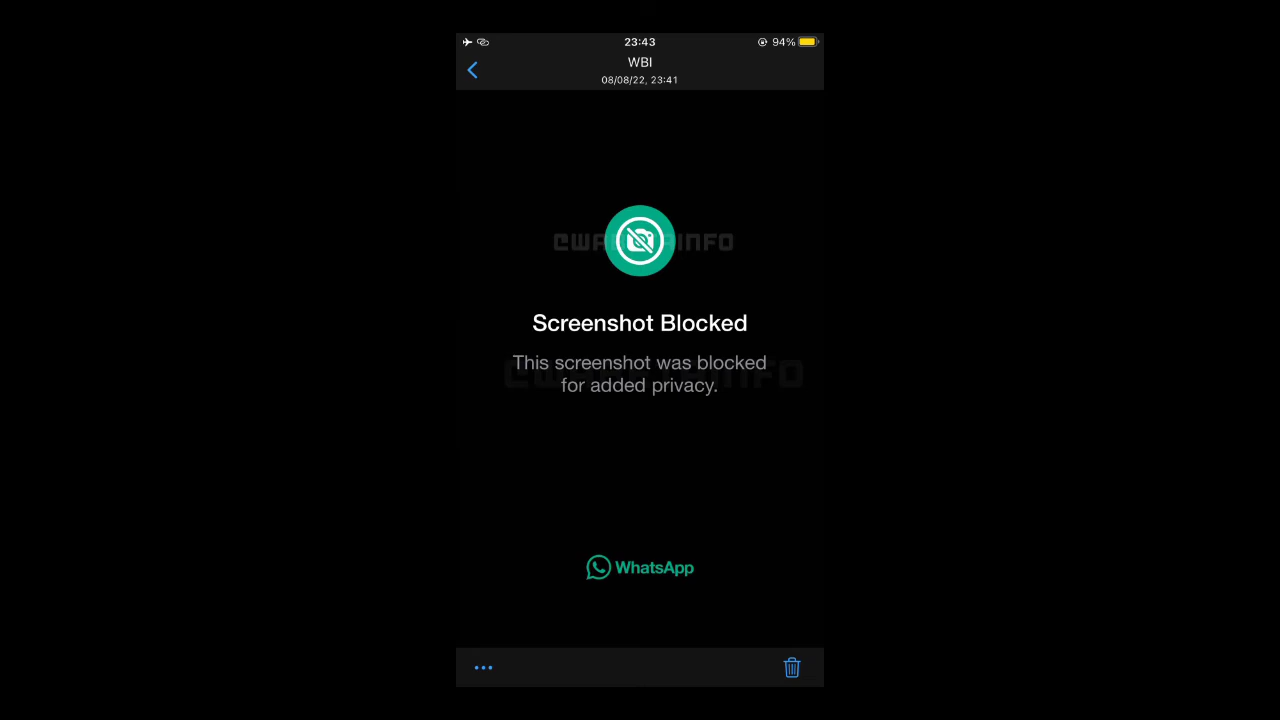 23:43
94%
WBI
08/08/22, 23:41
Screenshot Blocked
This screenshot was blocked
for added privacy.
WhatsApp